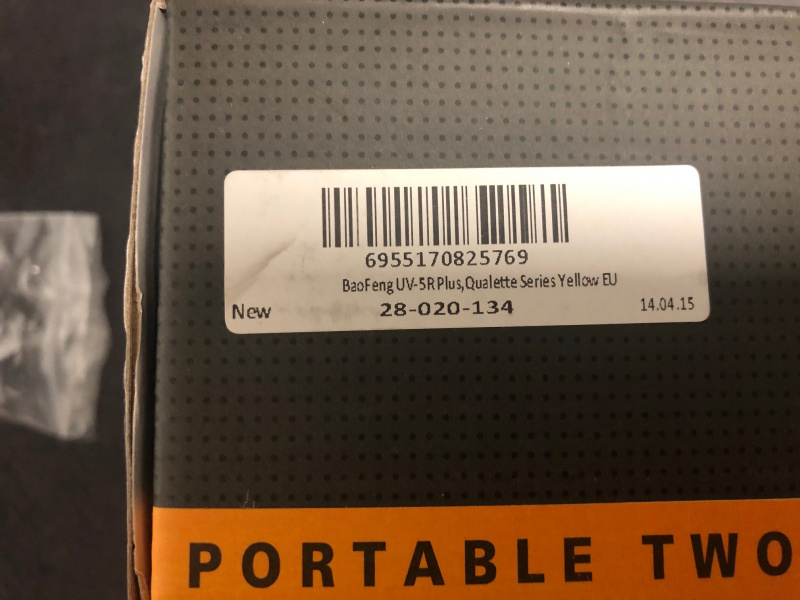 6955170825769
BaoFeng UV-5R Plus,Qualette Series Yellow EU
New 28-020-134 14.04.15
PORTABLE TWO